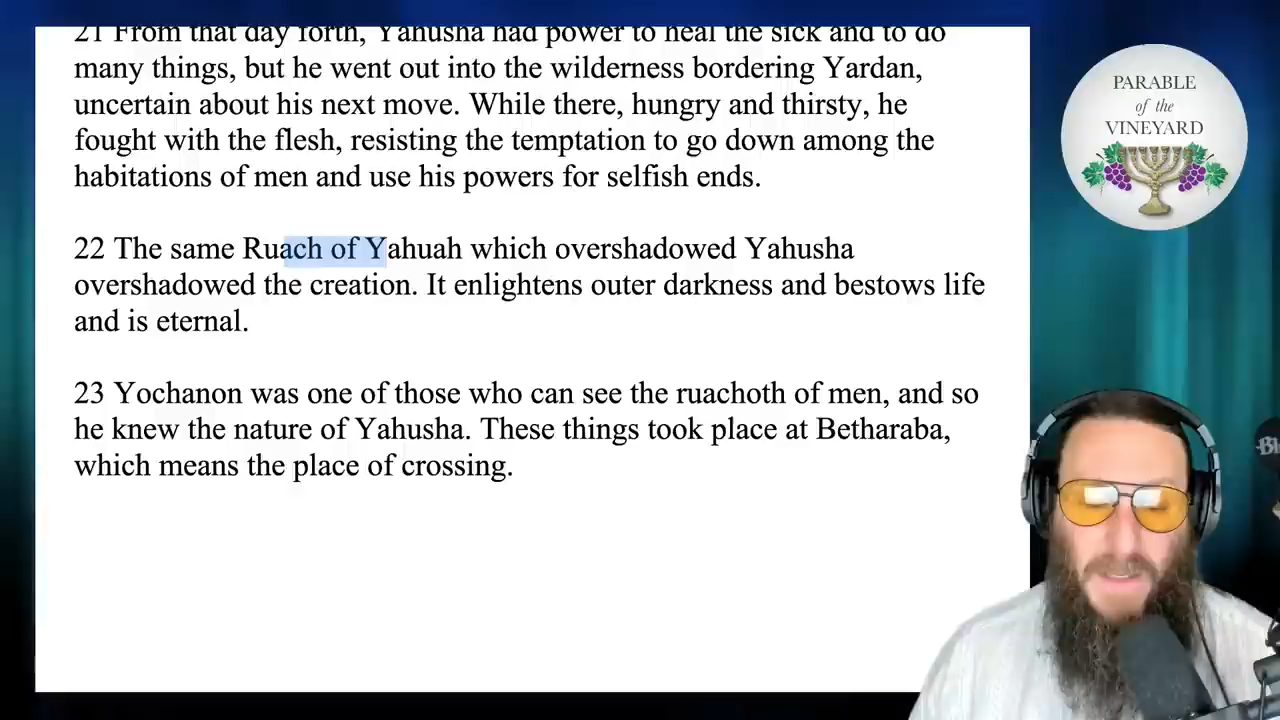 21 From that day forth, Yahusha had power to heal the sick and to do
many things, but he went out into the wilderness bordering Yardan,
uncertain about his next move. While there, hungry and thirsty, he
fought with the flesh, resisting the temptation to go down among the
habitations of men and use his powers for selfish ends.
22 The same Ruach of Yahuah which overshadowed Yahusha
overshadowed the creation. It enlightens outer darkness and bestows life
and is eternal.
23 Yochanon was one of those who can see the ruachoth of men, and so
he knew the nature of Yahusha. These things took place at Betharaba,
which means the place of crossing.
PARABLE
of the
VINEYARD